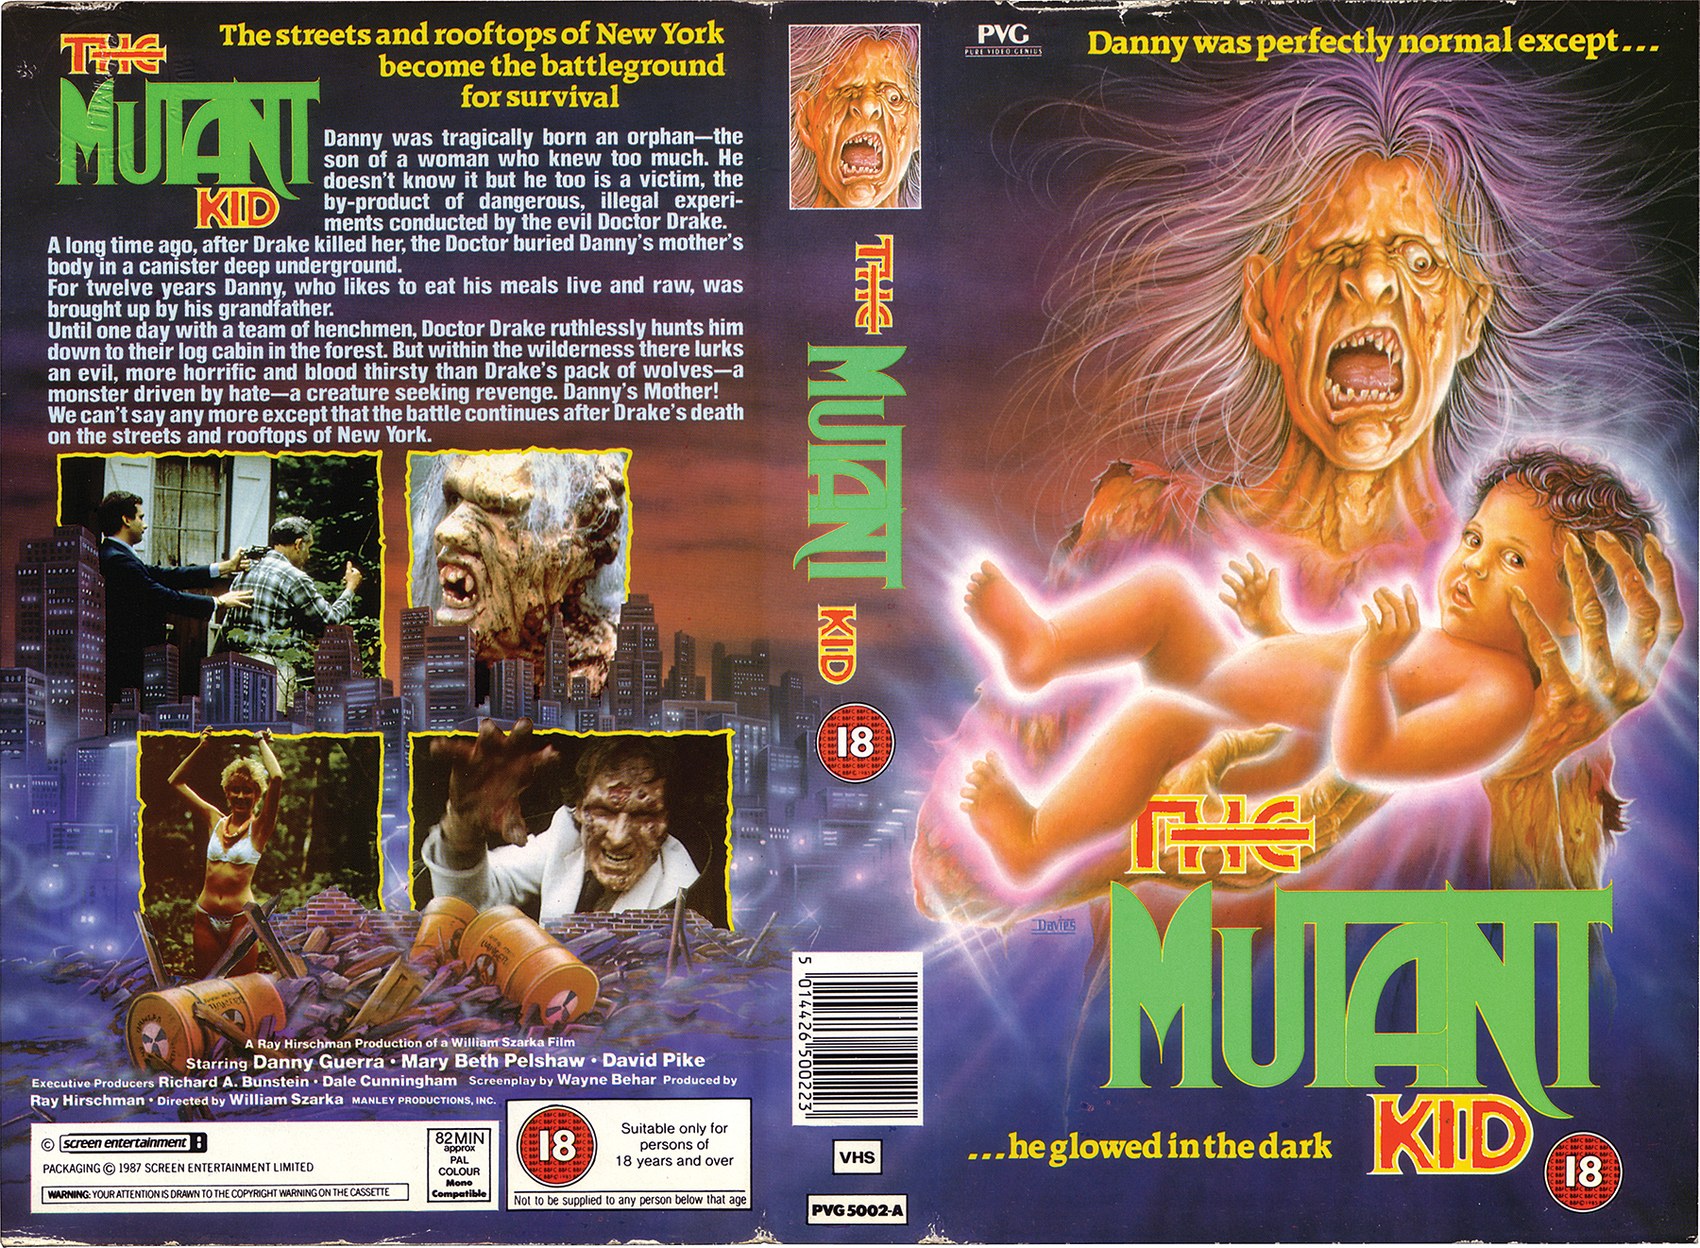 THE
MUTANT
KID
The streets and rooftops of New York
become the battleground
for survival
Danny was tragically born an orphan—the
son of a woman who knew too much. He
doesn't know it but he too is a victim, the
by-product of dangerous, illegal experi-
ments conducted by the evil Doctor Drake.
A long time ago, after Drake killed her, the Doctor buried Danny's mother's
body in a canister deep underground.
For twelve years Danny, who likes to eat his meals live and raw, was
brought up by his grandfather.
Until one day with a team of henchmen, Doctor Drake ruthlessly hunts him
down to their log cabin in the forest. But within the wilderness there lurks
an evil, more horrific and blood thirsty than Drake's pack of wolves—a
monster driven by hate—a creature seeking revenge. Danny's Mother!
We can't say any more except that the battle continues after Drake's death
on the streets and rooftops of New York.
A Ray Hirschman Production of a William Szarka Film
Starring Danny Guerra • Mary Beth Pelshaw • David Pike
Executive Producers Richard A. Bunstein • Dale Cunningham Screenplay by Wayne Behar Produced by
Ray Hirschman • Directed by William Szarka MANLEY PRODUCTIONS, INC.
© screen entertainment
PACKAGING © 1987 SCREEN ENTERTAINMENT LIMITED
WARNING: YOUR ATTENTION IS DRAWN TO THE COPYRIGHT WARNING ON THE CASSETTE
82 MIN
approx
PAL
COLOUR
Mono
Compatible
18
Suitable only for
persons of
18 years and over
Not to be supplied to any person below that age
THE MUTANT KID
18
5 014426 500223
VHS
PVG 5002-A
PVG
PURE VIDEO GENIUS
Danny was perfectly normal except...
Davies
THE
MUTANT
KID
...he glowed in the dark
18